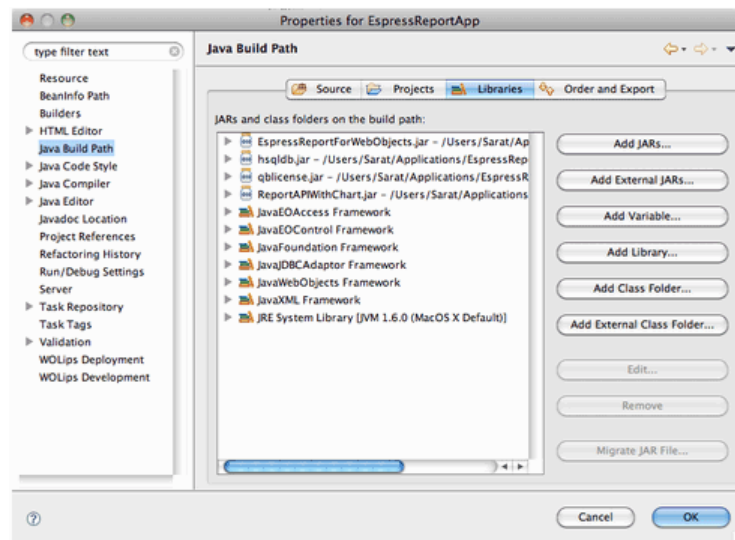 Properties for EspressReportApp
type filter text
Java Build Path
Resource
BeanInfo Path
Builders
HTML Editor
Java Build Path
Java Code Style
Java Compiler
Java Editor
Javadoc Location
Project References
Refactoring History
Run/Debug Settings
Server
Task Repository
Task Tags
Validation
WOLips Deployment
WOLips Development
Source Projects Libraries Order and Export
JARs and class folders on the build path:
EspressReportForWebObjects.jar – /Users/Sarat/Ap
hsqldb.jar – /Users/Sarat/Applications/EspressRep
qblicense.jar – /Users/Sarat/Applications/EspressR
ReportAPIWithChart.jar – /Users/Sarat/Applications
JavaEOAccess Framework
JavaEOControl Framework
JavaFoundation Framework
JavaJDBCAdaptor Framework
JavaWebObjects Framework
JavaXML Framework
JRE System Library [JVM 1.6.0 (MacOS X Default)]
Add JARs...
Add External JARs...
Add Variable...
Add Library...
Add Class Folder...
Add External Class Folder...
Edit...
Remove
Migrate JAR File...
Cancel OK